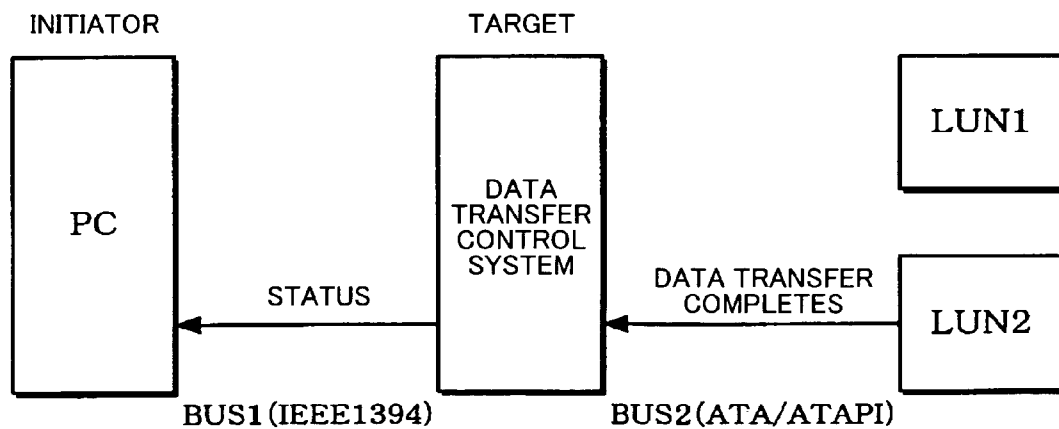 INITIATOR
TARGET
PC
DATA
TRANSFER
CONTROL
SYSTEM
LUN1
LUN2
STATUS
DATA TRANSFER
COMPLETES
BUS1(IEEE1394)
BUS2(ATA/ATAPI)